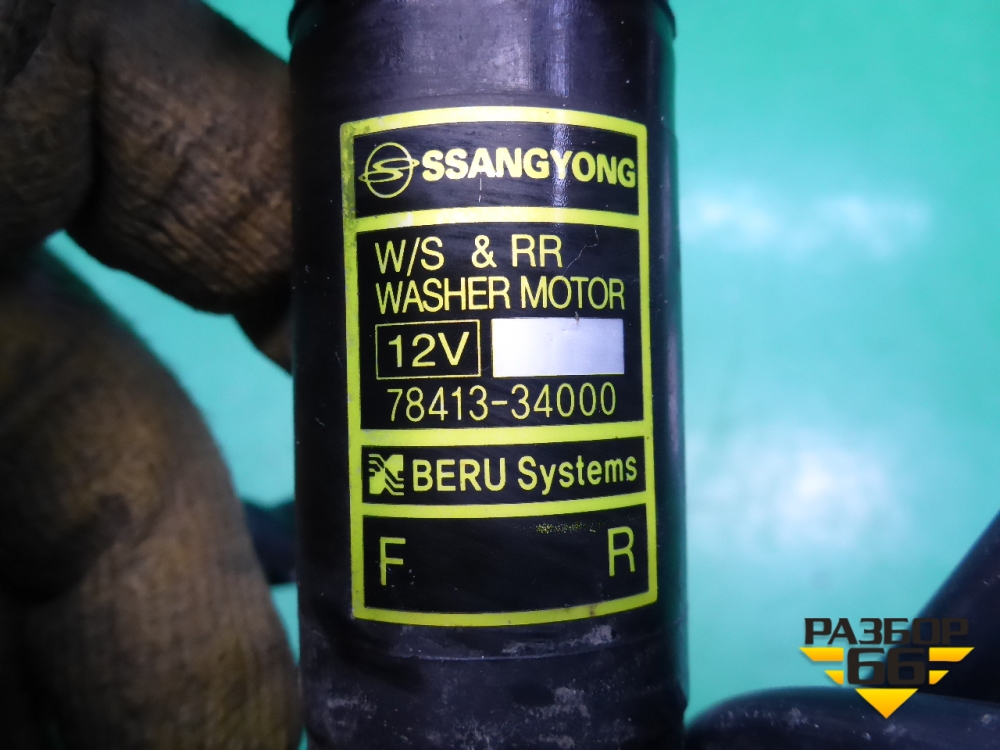 SSANGYONG
W/S & RR
WASHER MOTOR
12V
78413-34000
BERU Systems
F R
РАЗБОР
66